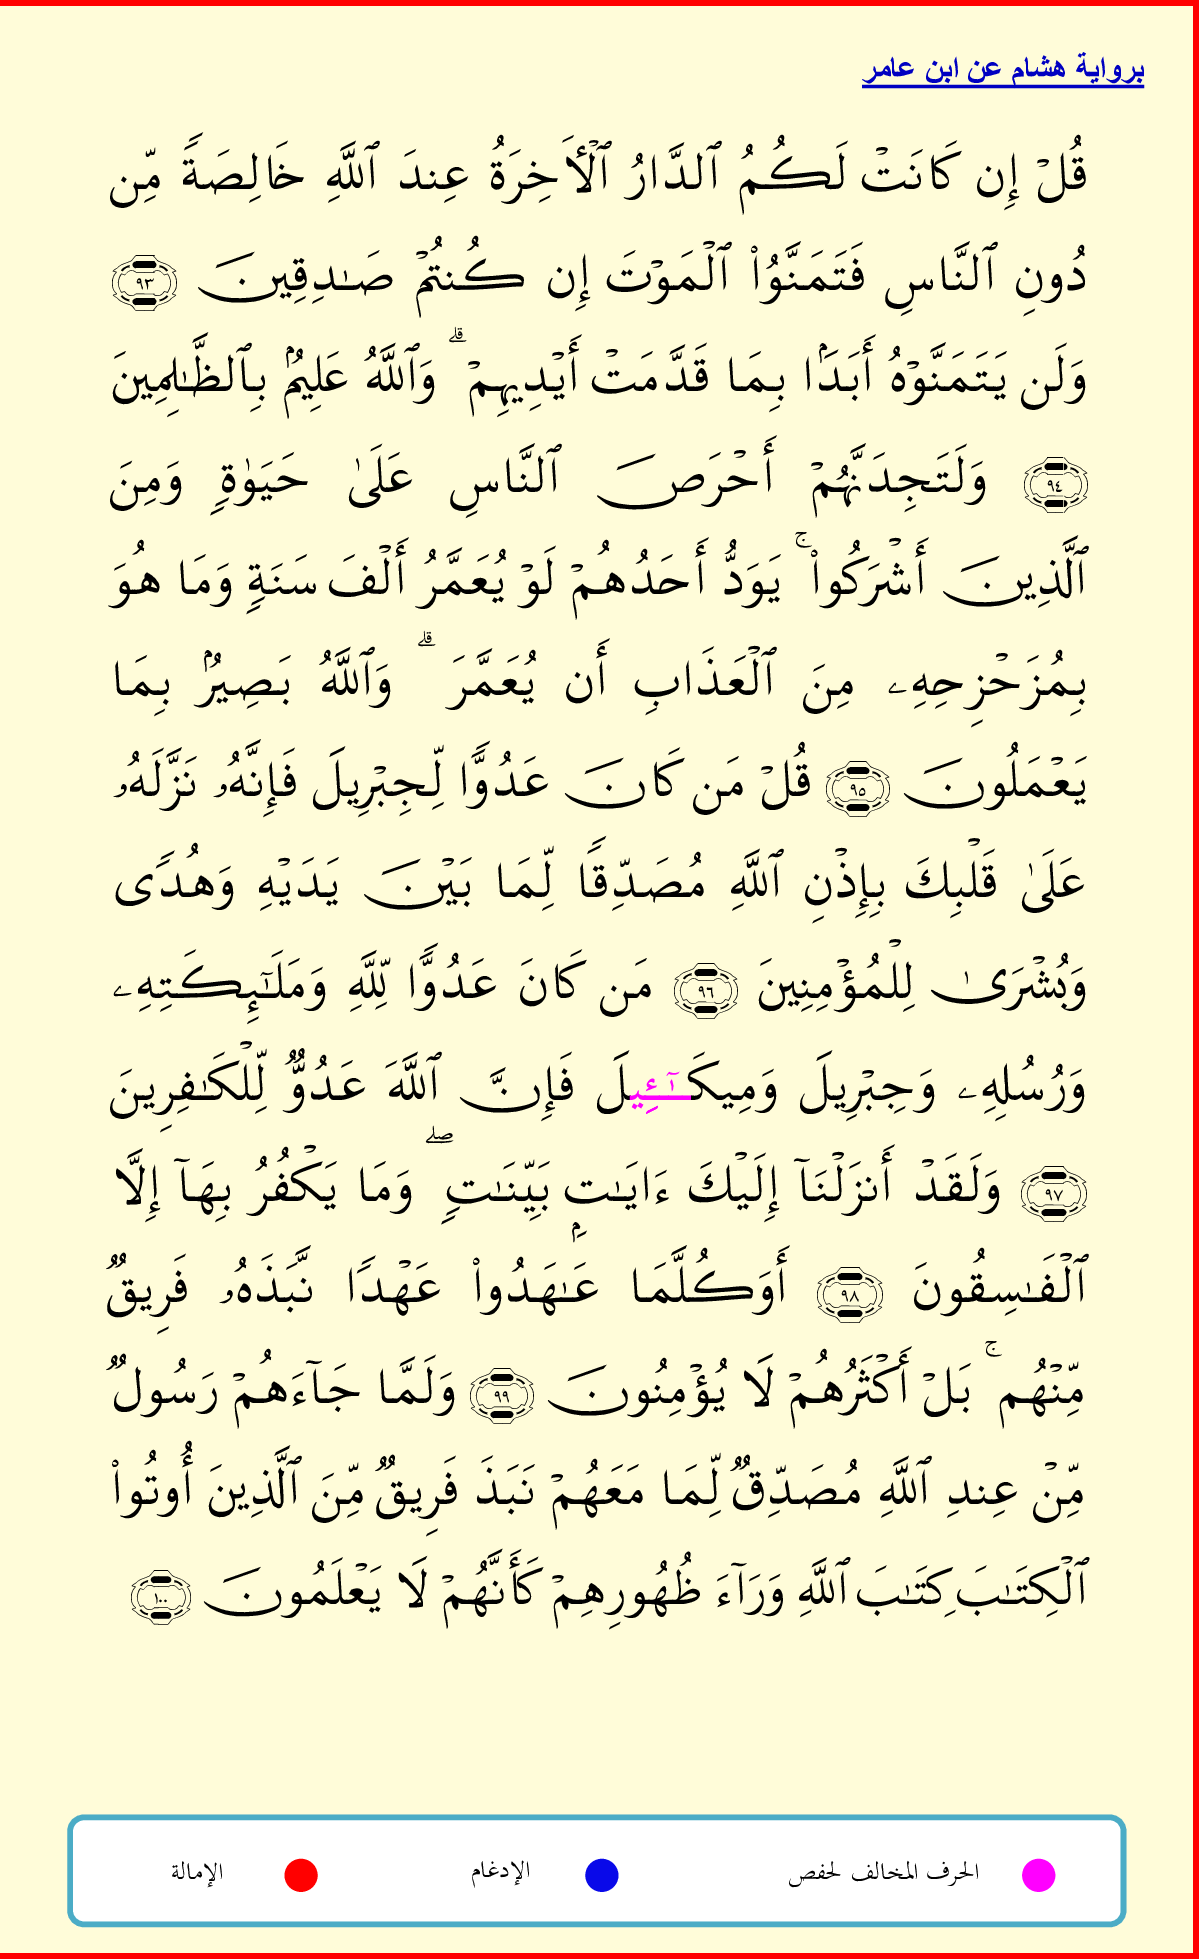 برواية هشام عن ابن عامر
قُلۡ إِن كَانَتۡ لَكُمُ ٱلدَّارُ ٱلۡأَخِرَةُ عِندَ ٱللَّهِ خَالِصَةٗ مِّن
دُونِ ٱلنَّاسِ فَتَمَنَّوُاْ ٱلۡمَوۡتَ إِن كُنتُمۡ صَٰدِقِينَ ٩٣
وَلَن يَتَمَنَّوۡهُ أَبَدَۢا بِمَا قَدَّمَتۡ أَيۡدِيهِمۡۚ وَٱللَّهُ عَلِيمُۢ بِٱلظَّٰلِمِينَ
٩٤ وَلَتَجِدَنَّهُمۡ أَحۡرَصَ ٱلنَّاسِ عَلَىٰ حَيَوٰةٖ وَمِنَ
ٱلَّذِينَ أَشۡرَكُواْۚ يَوَدُّ أَحَدُهُمۡ لَوۡ يُعَمَّرُ أَلۡفَ سَنَةٖ وَمَا هُوَ
بِمُزَحۡزِحِهِۦ مِنَ ٱلۡعَذَابِ أَن يُعَمَّرَۗ وَٱللَّهُ بَصِيرُۢ بِمَا
يَعۡمَلُونَ ٩٥ قُلۡ مَن كَانَ عَدُوّٗا لِّجِبۡرِيلَ فَإِنَّهُۥ نَزَّلَهُۥ
عَلَىٰ قَلۡبِكَ بِإِذۡنِ ٱللَّهِ مُصَدِّقٗا لِّمَا بَيۡنَ يَدَيۡهِ وَهُدٗى
وَبُشۡرَىٰ لِلۡمُؤۡمِنِينَ ٩٦ مَن كَانَ عَدُوّٗا لِّلَّهِ وَمَلَٰٓئِكَتِهِۦ
وَرُسُلِهِۦ وَجِبۡرِيلَ وَمِيكَٰٓئِيلَ فَإِنَّ ٱللَّهَ عَدُوّٞ لِّلۡكَٰفِرِينَ
٩٧ وَلَقَدۡ أَنزَلۡنَآ إِلَيۡكَ ءَايَٰتِۭ بَيِّنَٰتٖۖ وَمَا يَكۡفُرُ بِهَآ إِلَّا
ٱلۡفَٰسِقُونَ ٩٨ أَوَكُلَّمَا عَٰهَدُواْ عَهۡدٗا نَّبَذَهُۥ فَرِيقٞ
مِّنۡهُمۚ بَلۡ أَكۡثَرُهُمۡ لَا يُؤۡمِنُونَ ٩٩ وَلَمَّا جَآءَهُمۡ رَسُولٞ
مِّنۡ عِندِ ٱللَّهِ مُصَدِّقٞ لِّمَا مَعَهُمۡ نَبَذَ فَرِيقٞ مِّنَ ٱلَّذِينَ أُوتُواْ
ٱلۡكِتَٰبَ كِتَٰبَ ٱللَّهِ وَرَآءَ ظُهُورِهِمۡ كَأَنَّهُمۡ لَا يَعۡلَمُونَ ١٠٠
الحرف المخالف لحفص الإدغام الإمالة